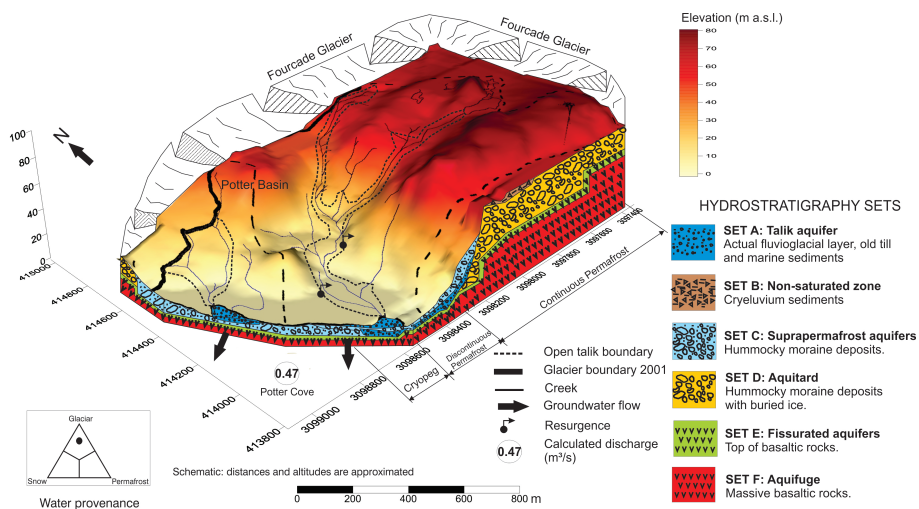 Fourcade Glacier
Fourcade Glacier
Elevation (m a.s.l.)
80
70
60
50
40
30
20
10
0
N
100
80
60
40
20
0
Potter Basin
415000
414800
414600
414400
414200
414000
413800
3099000
3098800
3098600
3098400
3098200
3098000
3097800
3097600
3097400
Cryopeg
Discontinuous
Permafrost
Continuous Permafrost
0.47
Potter Cove
Open talik boundary
Glacier boundary 2001
Creek
Groundwater flow
Resurgence
0.47
Calculated discharge
(m³/s)
HYDROSTRATIGRAPHY SETS
SET A: Talik aquifer
Actual fluvioglacial layer, old till
and marine sediments
SET B: Non-saturated zone
Cryeluvium sediments
SET C: Suprapermafrost aquifers
Hummocky moraine deposits.
SET D: Aquitard
Hummocky moraine deposits
with buried ice.
SET E: Fissurated aquifers
Top of basaltic rocks.
SET F: Aquifuge
Massive basaltic rocks.
Glaciar
Snow
Permafrost
Water provenance
Schematic: distances and altitudes are approximated
0
200
400
600
800 m